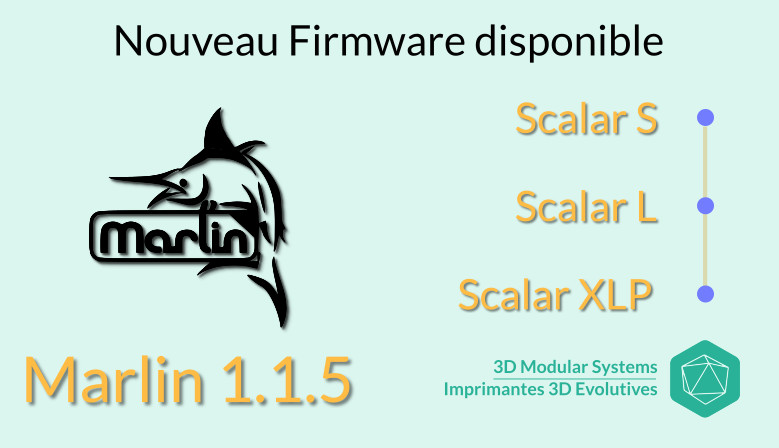 Nouveau Firmware disponible
Scalar S
Scalar L
marlin
Scalar XLP
Marlin 1.1.5
3D Modular Systems
Imprimantes 3D Evolutives